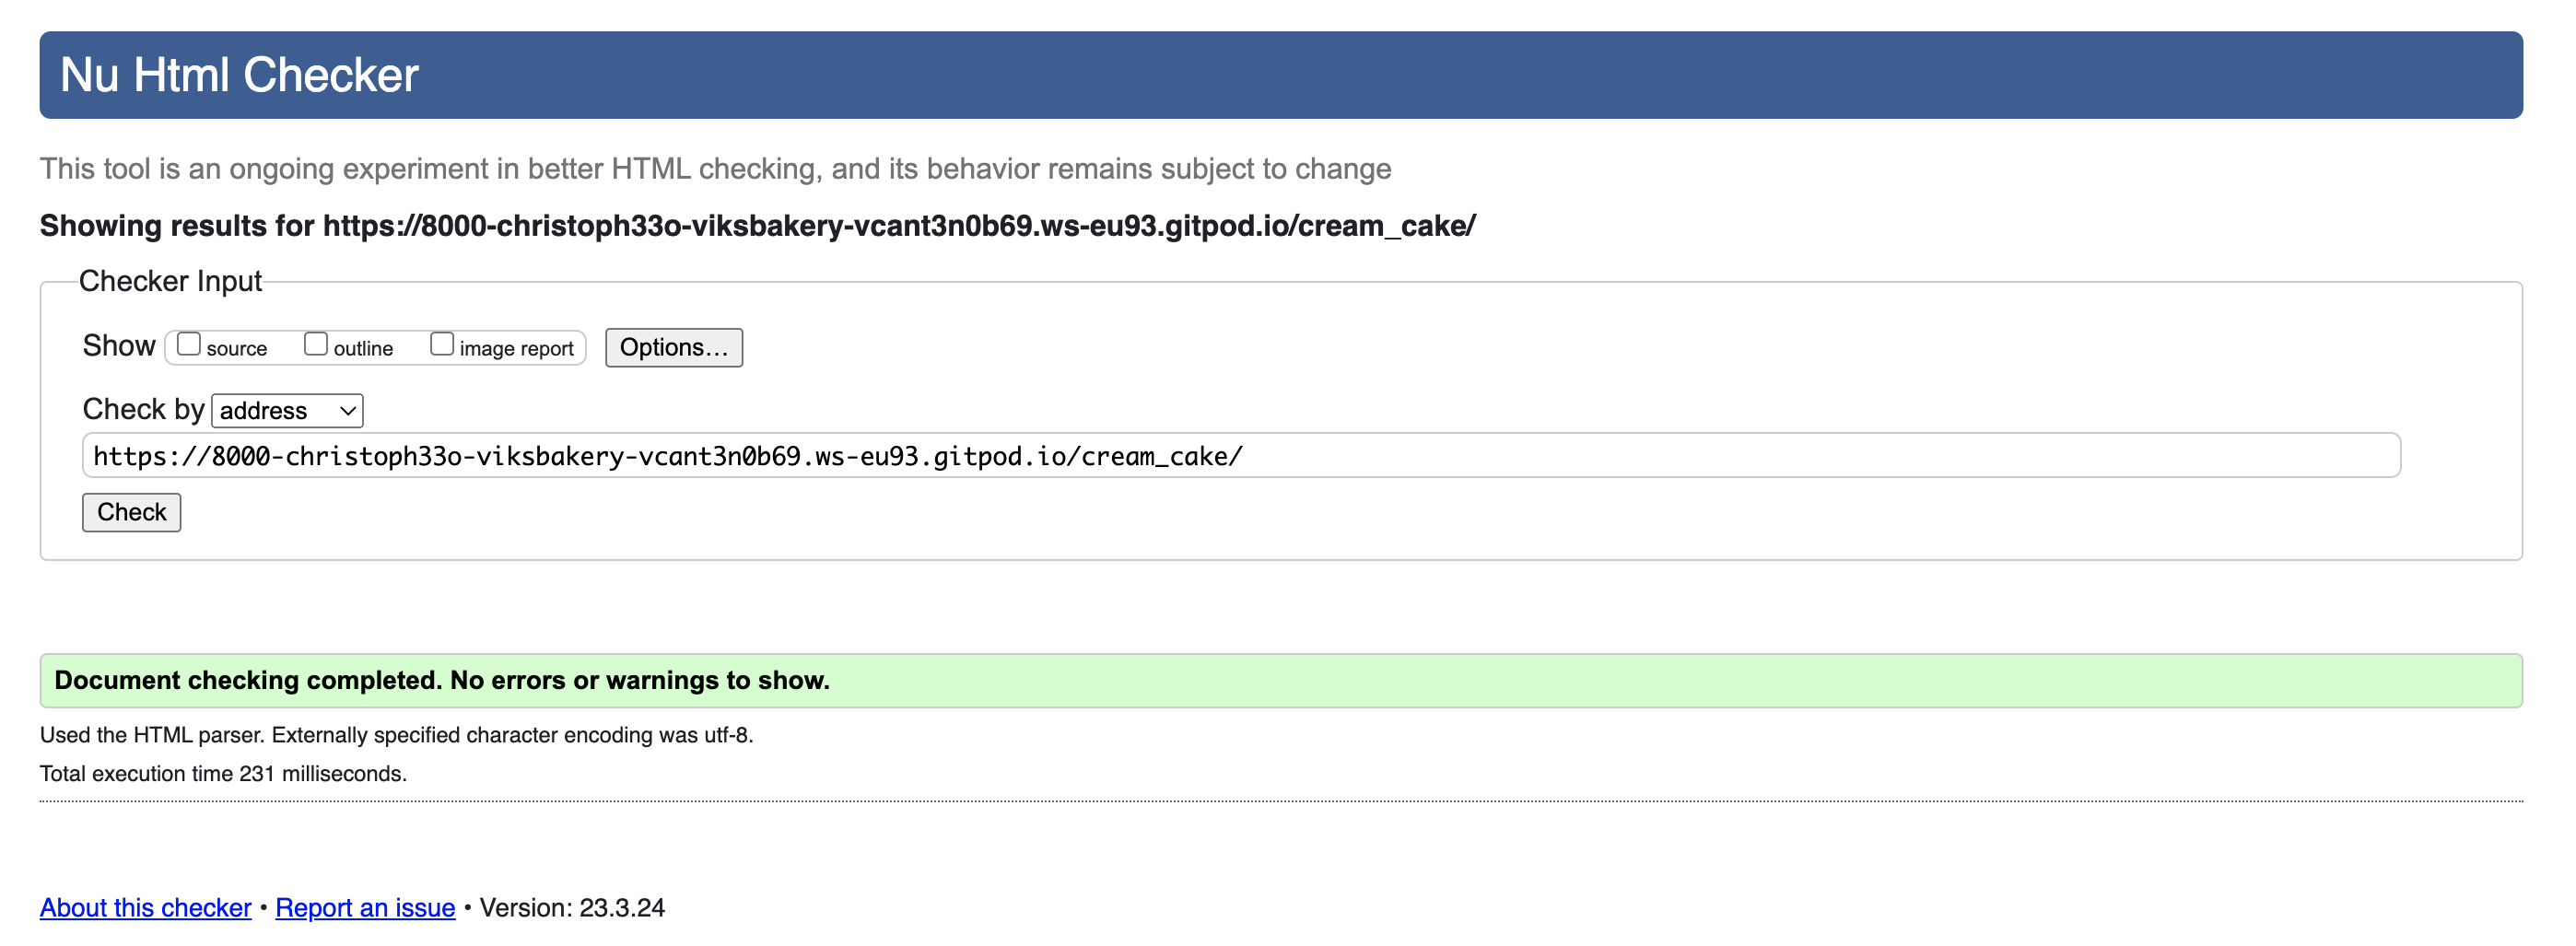 Nu Html Checker
This tool is an ongoing experiment in better HTML checking, and its behavior remains subject to change
Showing results for https://8000-christoph33o-viksbakery-vcant3n0b69.ws-eu93.gitpod.io/cream_cake/
Checker Input
Show source outline image report Options...
Check by address
https://8000-christoph33o-viksbakery-vcant3n0b69.ws-eu93.gitpod.io/cream_cake/
Check
Document checking completed. No errors or warnings to show.
Used the HTML parser. Externally specified character encoding was utf-8.
Total execution time 231 milliseconds.
About this checker • Report an issue • Version: 23.3.24